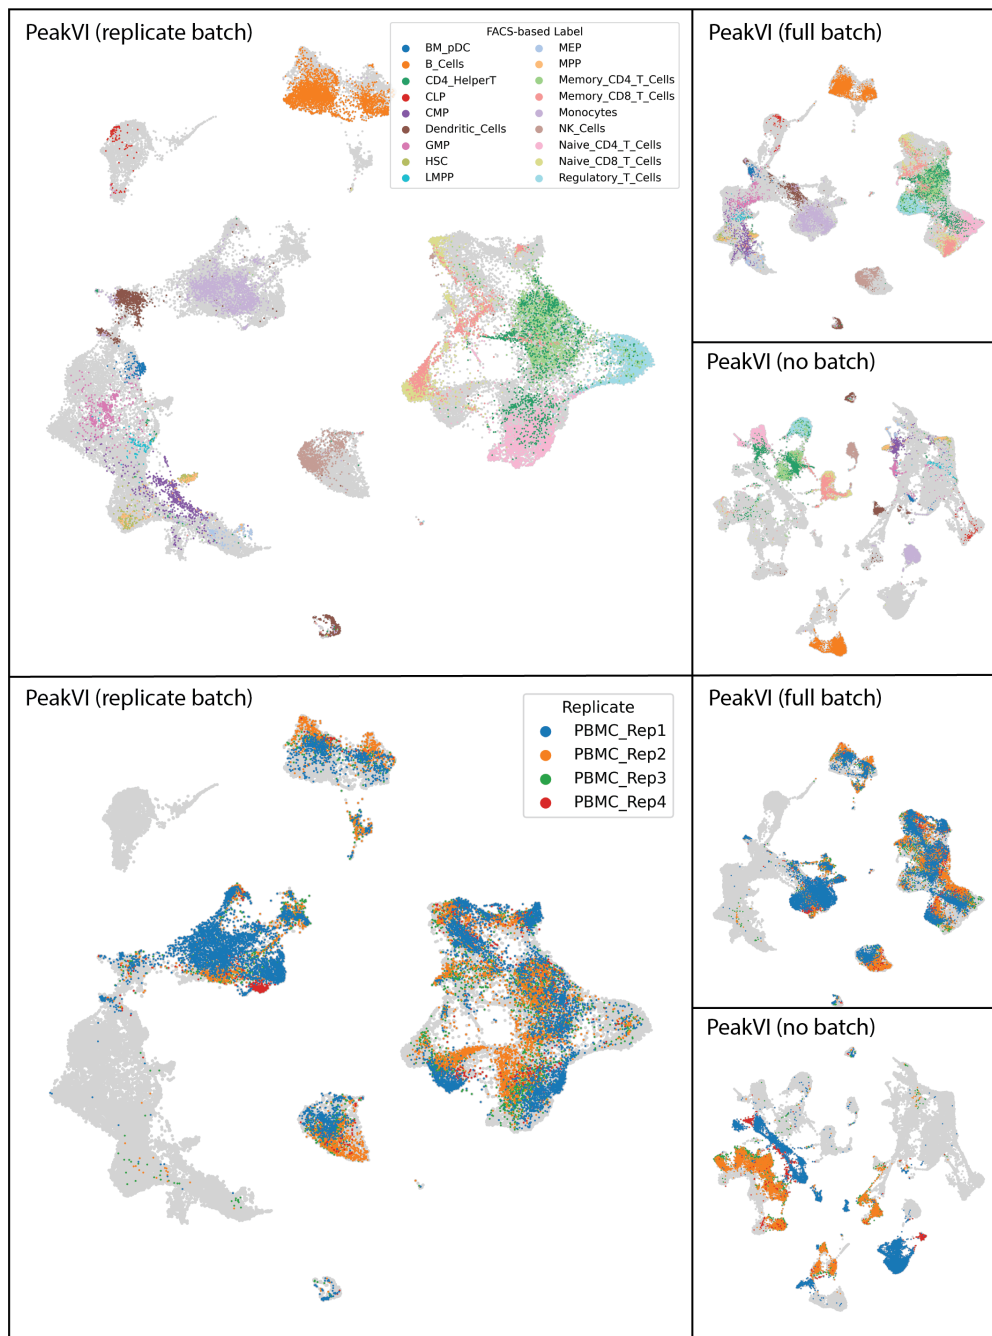 PeakVI (replicate batch)
FACS-based Label
BM_pDC
B_Cells
CD4_HelperT
CLP
CMP
Dendritic_Cells
GMP
HSC
LMPP
MEP
MPP
Memory_CD4_T_Cells
Memory_CD8_T_Cells
Monocytes
NK_Cells
Naive_CD4_T_Cells
Naive_CD8_T_Cells
Regulatory_T_Cells
PeakVI (full batch)
PeakVI (no batch)
PeakVI (replicate batch)
Replicate
PBMC_Rep1
PBMC_Rep2
PBMC_Rep3
PBMC_Rep4
PeakVI (full batch)
PeakVI (no batch)